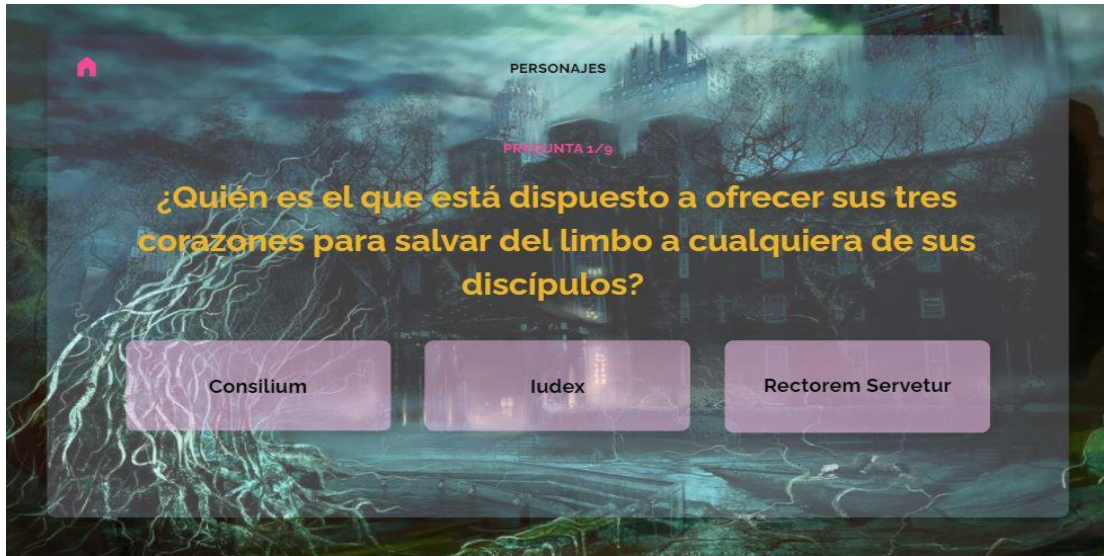 PERSONAJES
PREGUNTA 1/9
¿Quién es el que está dispuesto a ofrecer sus tres
corazones para salvar del limbo a cualquiera de sus
discípulos?
Consilium
Iudex
Rectorem Servetur